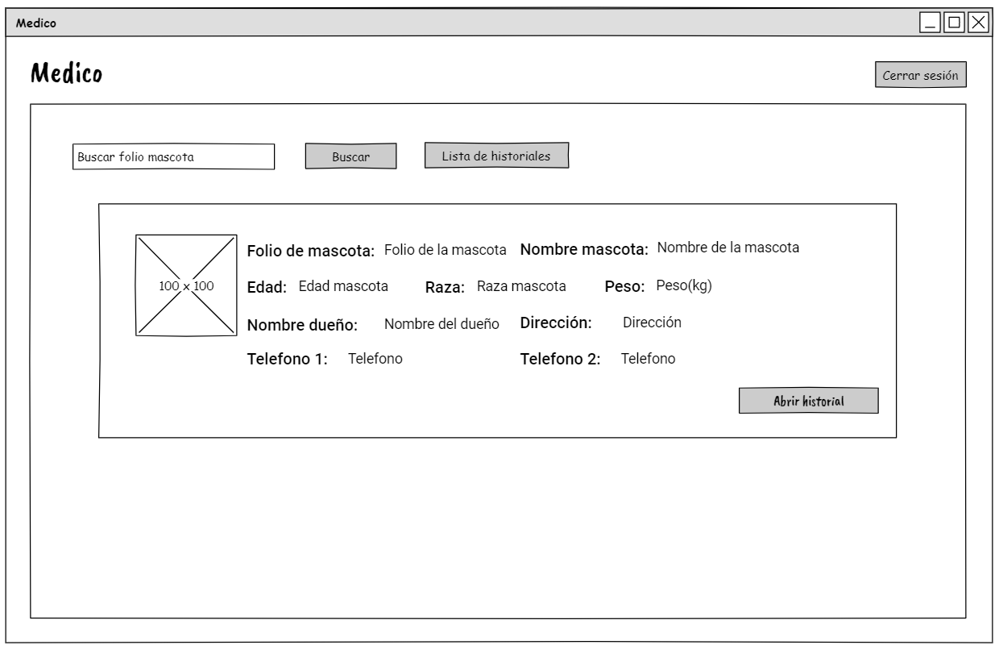 Medico
Medico
Cerrar sesión
Buscar folio mascota Buscar Lista de historiales
100 x 100
Folio de mascota: Folio de la mascota Nombre mascota: Nombre de la mascota
Edad: Edad mascota Raza: Raza mascota Peso: Peso(kg)
Nombre dueño: Nombre del dueño Dirección: Dirección
Telefono 1: Telefono Telefono 2: Telefono
Abrir historial